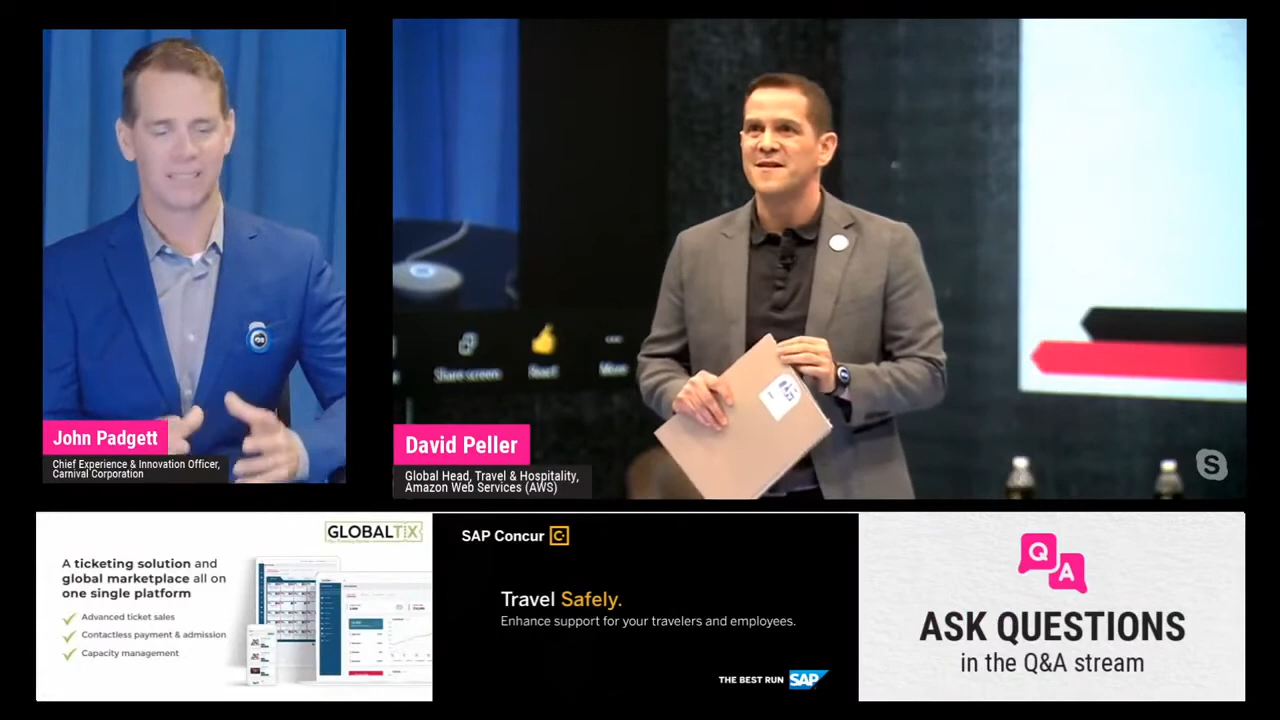 Share screen
React
More
John Padgett
Chief Experience & Innovation Officer,
Carnival Corporation
David Peller
Global Head, Travel & Hospitality,
Amazon Web Services (AWS)
S
GLOBALTiX
A ticketing solution and
global marketplace all on
one single platform
Advanced ticket sales
Contactless payment & admission
Capacity management
SAP Concur C
Travel Safely.
Enhance support for your travelers and employees.
THE BEST RUN SAP
Q A
ASK QUESTIONS
in the Q&A stream